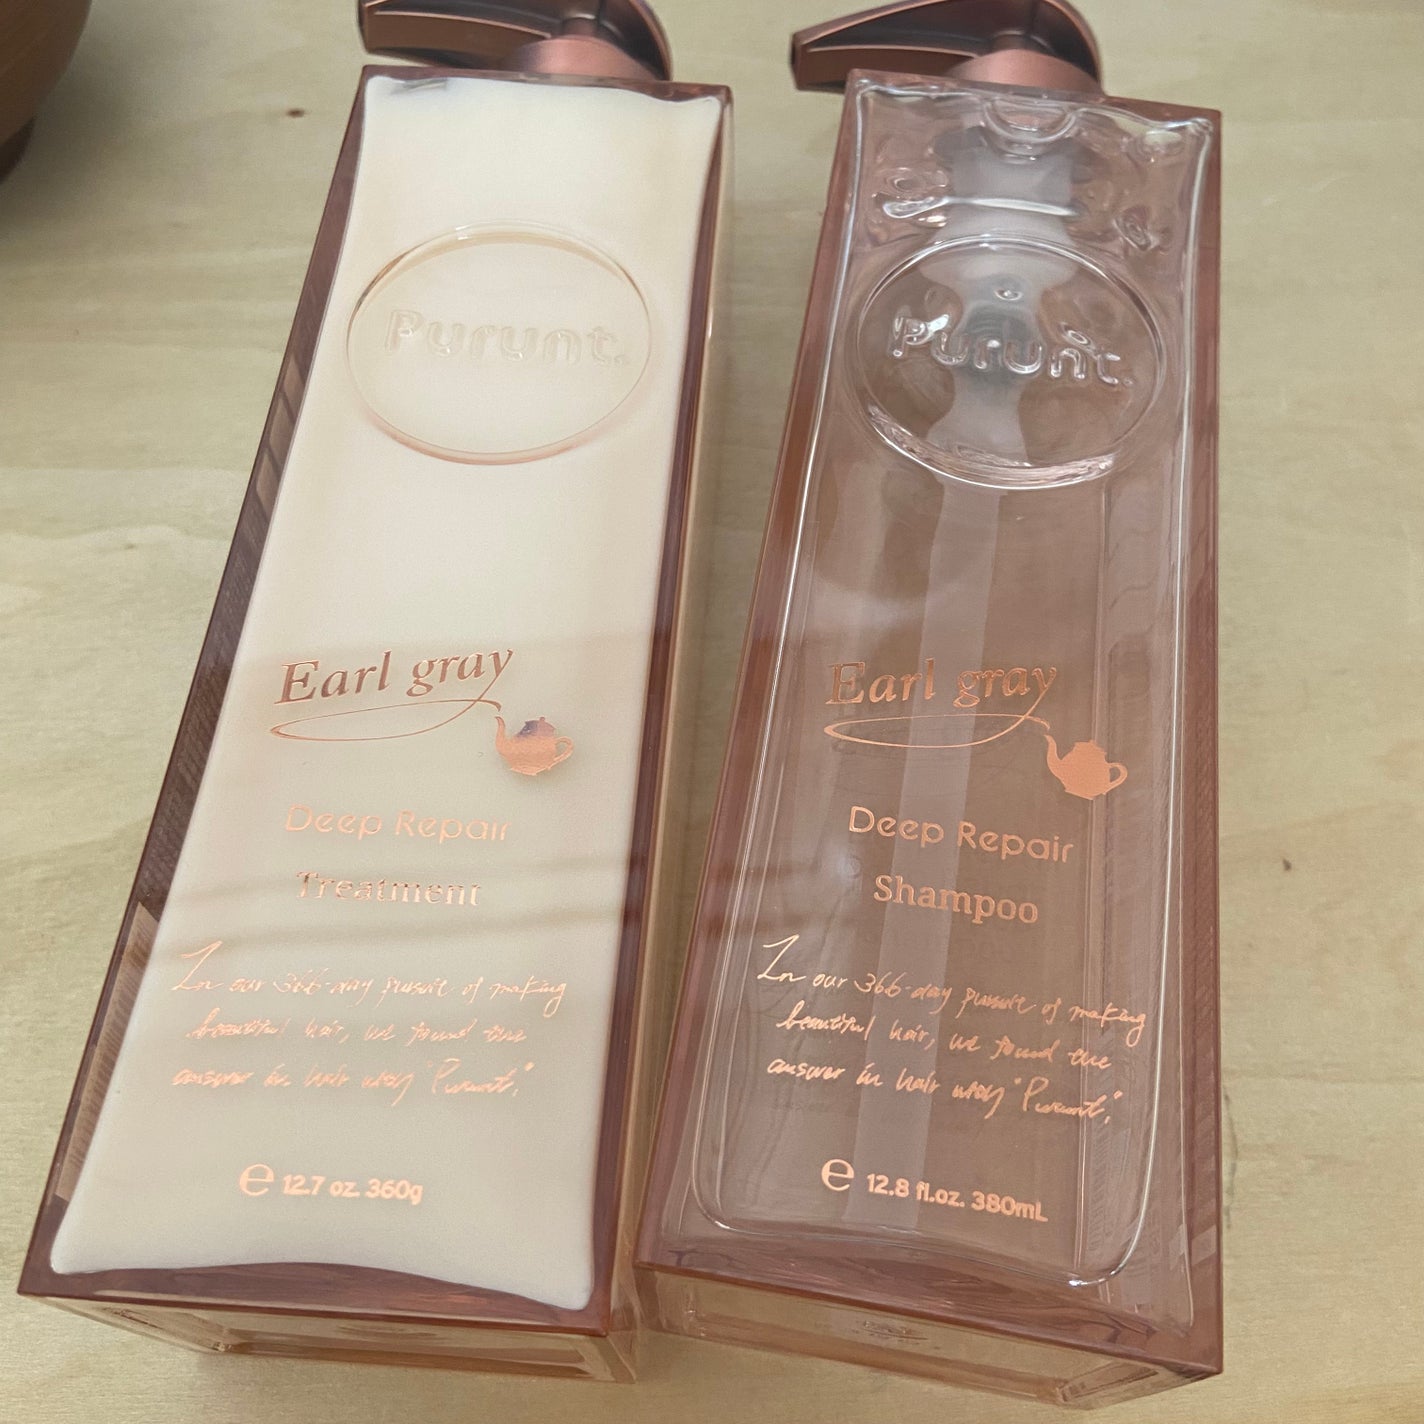 Purunt.
Earl gray
Deep Repair
Treatment
In our 366-day pursuit of making
beautiful hair, we found the
answer in hair way "Purunt."
e 12.7 oz. 360g
Purunt.
Earl gray
Deep Repair
Shampoo
In our 366-day pursuit of making
beautiful hair, we found the
answer in hair way "Purunt."
e 12.8 fl.oz. 380mL